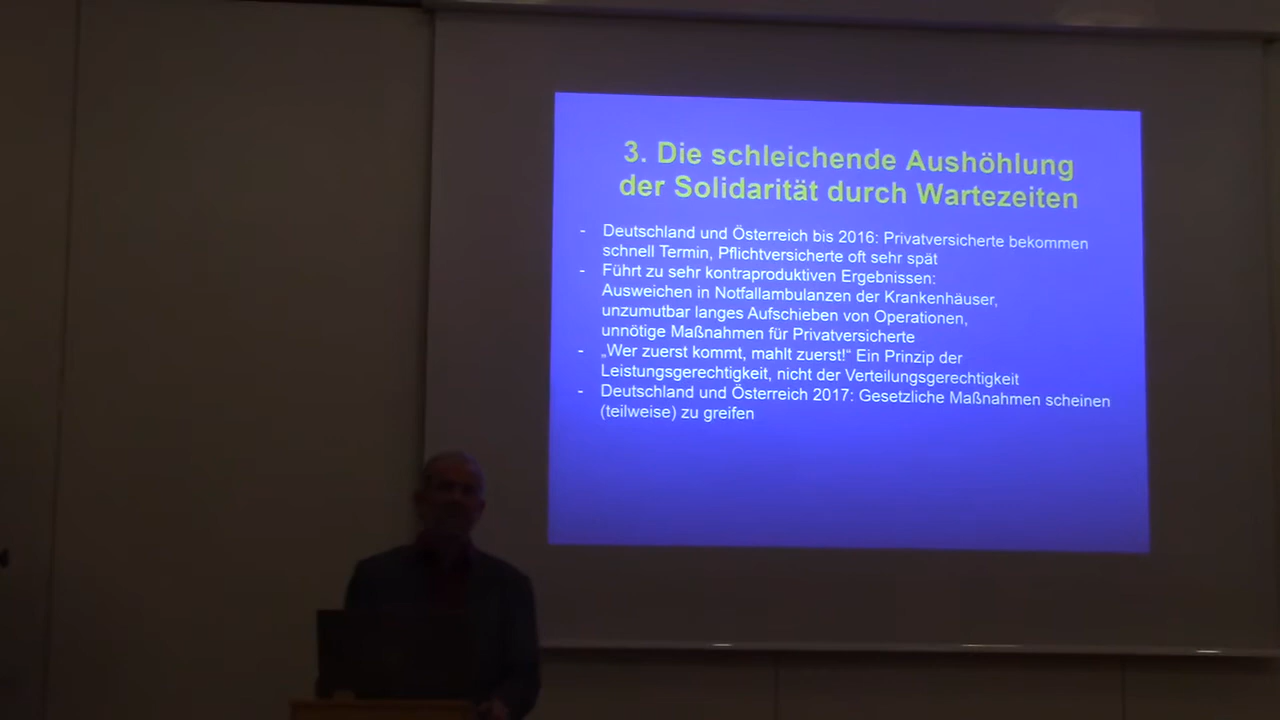 3. Die schleichende Aushöhlung
der Solidarität durch Wartezeiten
- Deutschland und Österreich bis 2016: Privatversicherte bekommen
schnell Termin, Pflichtversicherte oft sehr spät
- Führt zu sehr kontraproduktiven Ergebnissen:
Ausweichen in Notfallambulanzen der Krankenhäuser,
unzumutbar langes Aufschieben von Operationen,
unnötige Maßnahmen für Privatversicherte
- „Wer zuerst kommt, mahlt zuerst!“ Ein Prinzip der
Leistungsgerechtigkeit, nicht der Verteilungsgerechtigkeit
- Deutschland und Österreich 2017: Gesetzliche Maßnahmen scheinen
(teilweise) zu greifen